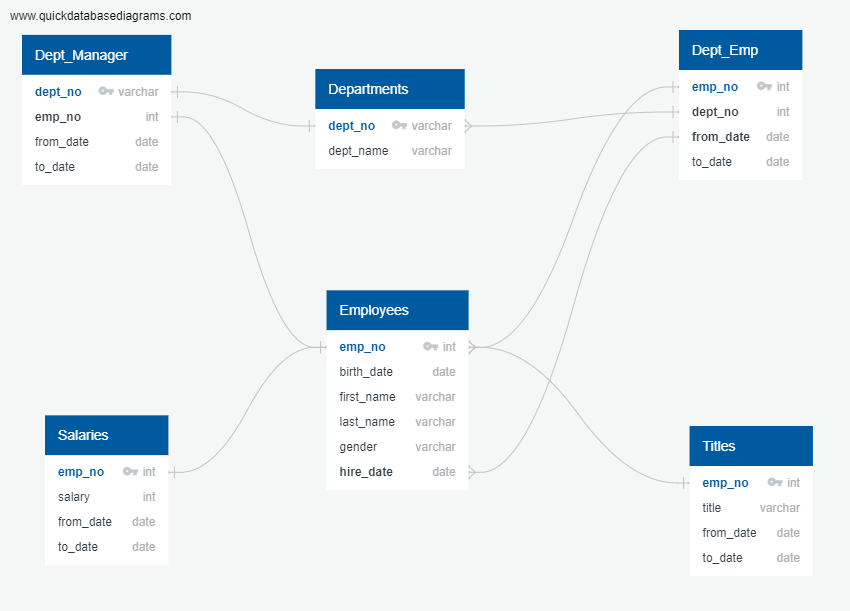 www.quickdatabasediagrams.com
Dept_Manager
dept_no varchar
emp_no int
from_date date
to_date date
Departments
dept_no varchar
dept_name varchar
Dept_Emp
emp_no int
dept_no int
from_date date
to_date date
Employees
emp_no int
birth_date date
first_name varchar
last_name varchar
gender varchar
hire_date date
Salaries
emp_no int
salary int
from_date date
to_date date
Titles
emp_no int
title varchar
from_date date
to_date date